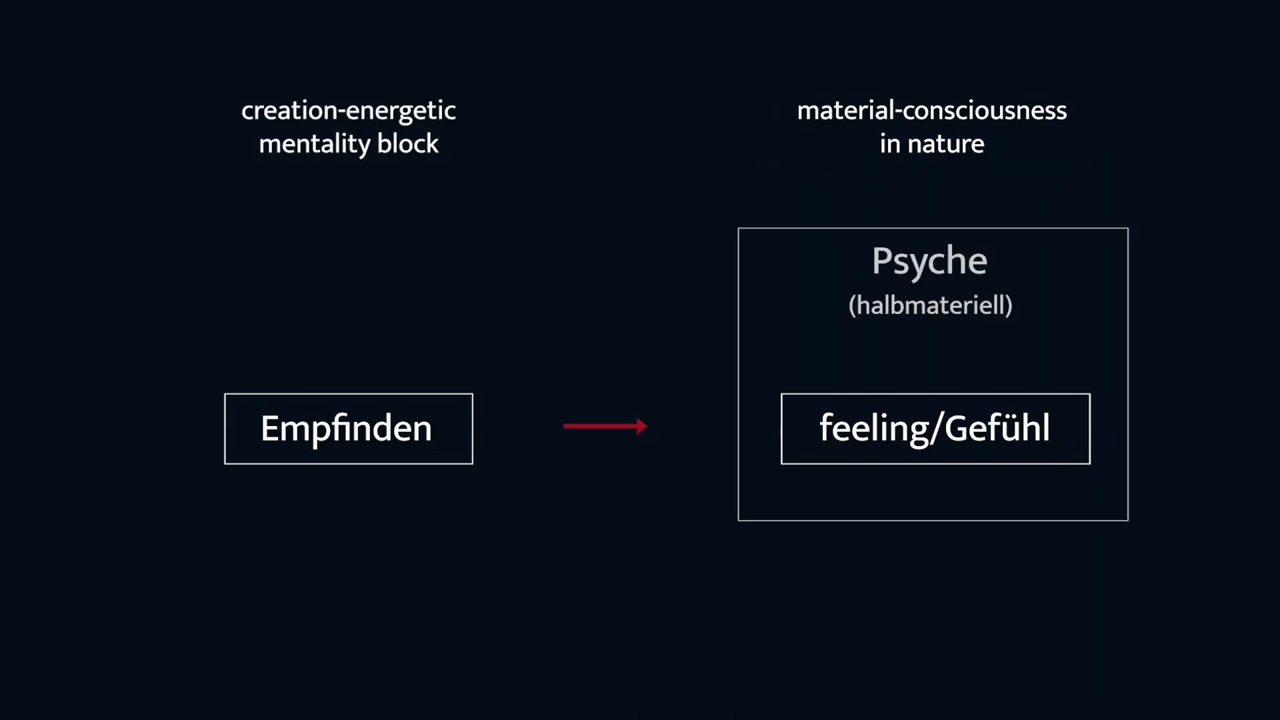 creation-energetic
mentality block
material-consciousness
in nature
Psyche
(halbmateriell)
Empfinden
feeling/Gefühl